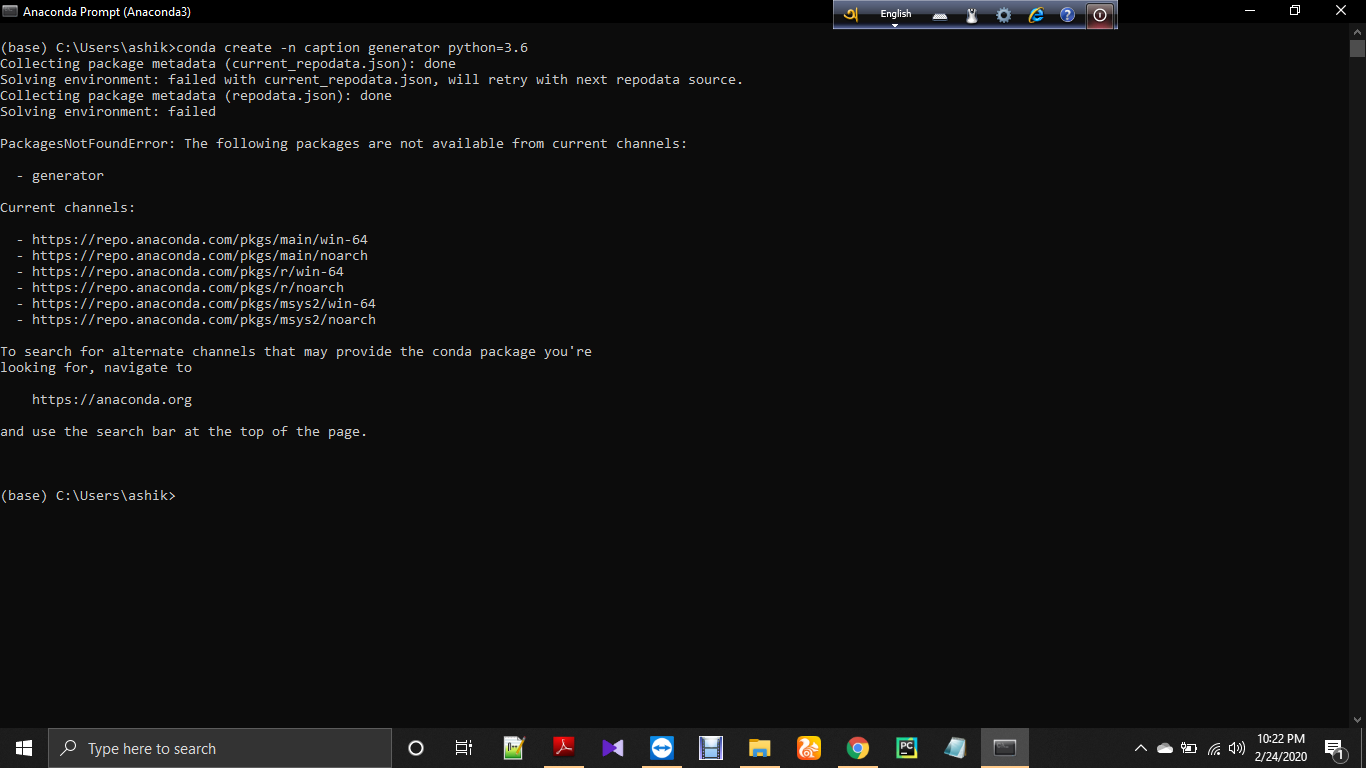 Anaconda Prompt (Anaconda3)
অ English
(base) C:\Users\ashik>conda create -n caption generator python=3.6
Collecting package metadata (current_repodata.json): done
Solving environment: failed with current_repodata.json, will retry with next repodata source.
Collecting package metadata (repodata.json): done
Solving environment: failed
PackagesNotFoundError: The following packages are not available from current channels:
- generator
Current channels:
- https://repo.anaconda.com/pkgs/main/win-64
- https://repo.anaconda.com/pkgs/main/noarch
- https://repo.anaconda.com/pkgs/r/win-64
- https://repo.anaconda.com/pkgs/r/noarch
- https://repo.anaconda.com/pkgs/msys2/win-64
- https://repo.anaconda.com/pkgs/msys2/noarch
To search for alternate channels that may provide the conda package you're
looking for, navigate to
https://anaconda.org
and use the search bar at the top of the page.
(base) C:\Users\ashik>
Type here to search
PC
10:22 PM
2/24/2020
1